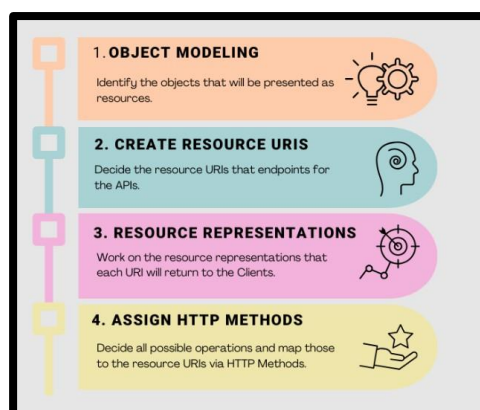 1. OBJECT MODELING
Identify the objects that will be presented as
resources.
2. CREATE RESOURCE URIS
Decide the resource URIs that endpoints for
the APIs.
3. RESOURCE REPRESENTATIONS
Work on the resource representations that
each URI will return to the Clients.
4. ASSIGN HTTP METHODS
Decide all possible operations and map those
to the resource URIs via HTTP Methods.